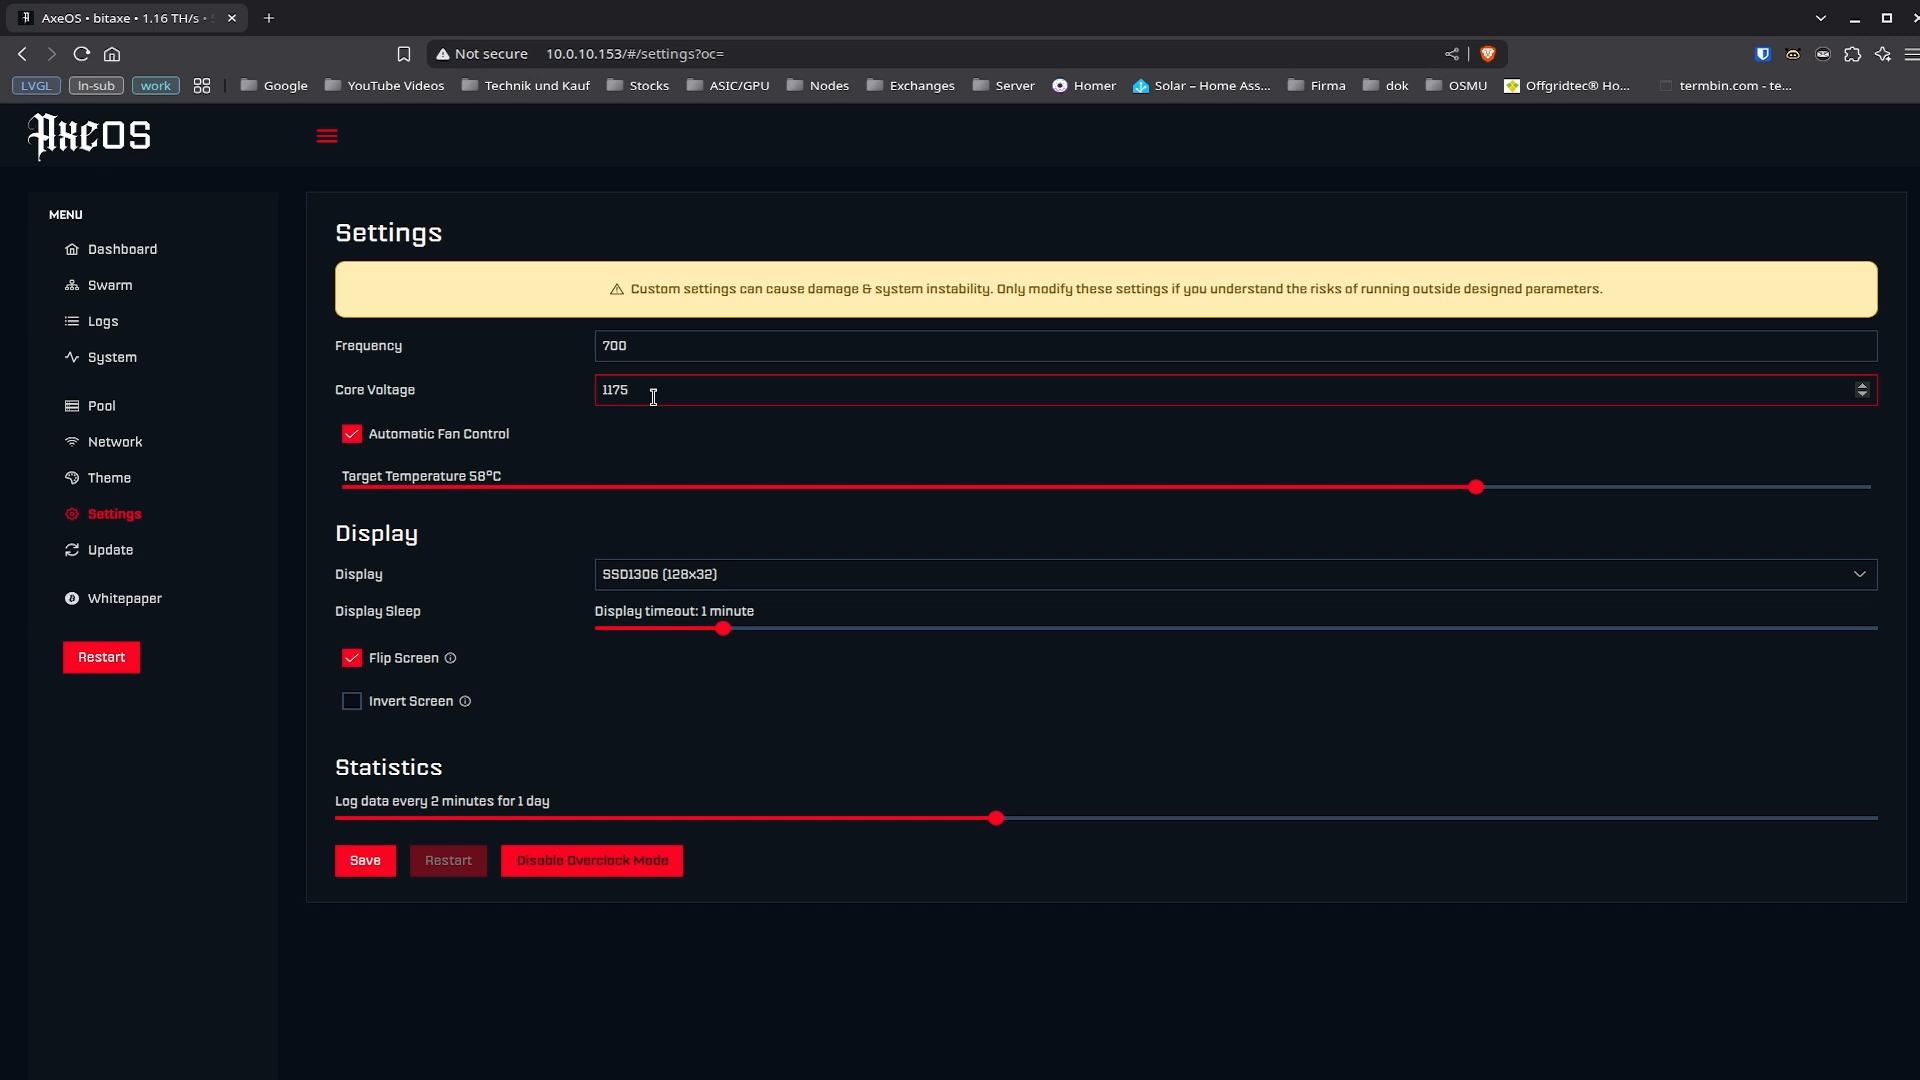 AxeOS • bitaxe • 1.16 TH/s •
Not secure 10.0.10.153/#/settings?oc=
LVGL ln-sub work Google YouTube Videos Technik und Kauf Stocks ASIC/GPU Nodes Exchanges Server Homer Solar – Home Ass... Firma dok OSMU Offgridtec® Ho... termbin.com - te...
AxeOS
MENU
Dashboard
Swarm
Logs
System
Pool
Network
Theme
Settings
Update
Whitepaper
Restart
Settings
Custom settings can cause damage & system instability. Only modify these settings if you understand the risks of running outside designed parameters.
Frequency 700
Core Voltage 1175
Automatic Fan Control
Target Temperature 58°C
Display
Display SSD1306 (128x32)
Display Sleep Display timeout: 1 minute
Flip Screen
Invert Screen
Statistics
Log data every 2 minutes for 1 day
Save Restart Disable Overclock Mode